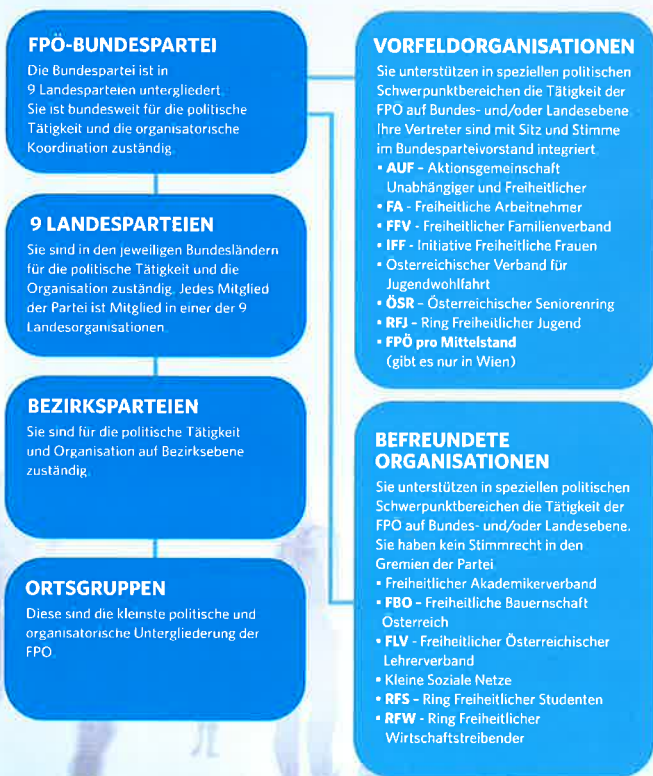 FPÖ-BUNDESPARTEI
Die Bundespartei ist in
9 Landesparteien untergliedert.
Sie ist bundesweit für die politische
Tätigkeit und die organisatorische
Koordination zuständig.
9 LANDESPARTEIEN
Sie sind in den jeweiligen Bundesländern
für die politische Tätigkeit und die
Organisation zuständig. Jedes Mitglied
der Partei ist Mitglied in einer der 9
Landesorganisationen.
BEZIRKSPARTEIEN
Sie sind für die politische Tätigkeit
und Organisation auf Bezirksebene
zuständig.
ORTSGRUPPEN
Diese sind die kleinste politische und
organisatorische Untergliederung der
FPÖ.
VORFELDORGANISATIONEN
Sie unterstützen in speziellen politischen
Schwerpunktbereichen die Tätigkeit der
FPÖ auf Bundes- und/oder Landesebene.
Ihre Vertreter sind mit Sitz und Stimme
im Bundesparteivorstand integriert.
▪ AUF – Aktionsgemeinschaft
Unabhängiger und Freiheitlicher
▪ FA - Freiheitliche Arbeitnehmer
▪ FFV - Freiheitlicher Familienverband
▪ IFF - Initiative Freiheitliche Frauen
▪ Österreichischer Verband für
Jugendwohlfahrt
▪ ÖSR – Österreichischer Seniorenring
▪ RFJ – Ring Freiheitlicher Jugend
▪ FPÖ pro Mittelstand
(gibt es nur in Wien)
BEFREUNDETE
ORGANISATIONEN
Sie unterstützen in speziellen politischen
Schwerpunktbereichen die Tätigkeit der
FPÖ auf Bundes- und/oder Landesebene.
Sie haben kein Stimmrecht in den
Gremien der Partei.
▪ Freiheitlicher Akademikerverband
▪ FBO – Freiheitliche Bauernschaft
Österreich
▪ FLV - Freiheitlicher Österreichischer
Lehrerverband
▪ Kleine Soziale Netze
▪ RFS - Ring Freiheitlicher Studenten
▪ RFW - Ring Freiheitlicher
Wirtschaftstreibender